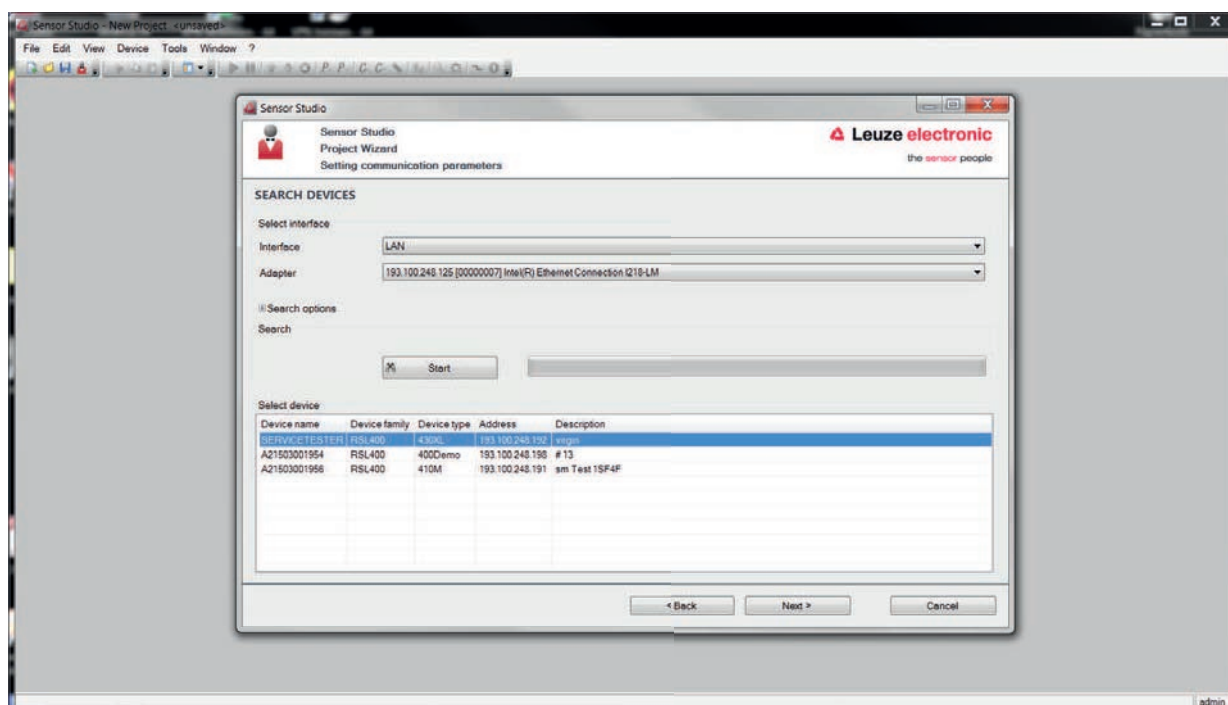 Sensor Studio - New Project <unsaved>
File Edit View Device Tools Window ?
Sensor Studio
Sensor Studio
Project Wizard
Setting communication parameters
Leuze electronic
the sensor people
SEARCH DEVICES
Select interface
Interface LAN
Adapter 193.100.248.125 [00000007] Intel(R) Ethernet Connection I218-LM
Search options
Search
Start
Select device
Device name Device family Device type Address Description
SERVICETESTER RSL400 430XL 193.100.248.192 virgin
A21503001954 RSL400 400Demo 193.100.248.198 # 13
A21503001956 RSL400 410M 193.100.248.191 sm Test 1SF4F
< Back Next > Cancel
admin